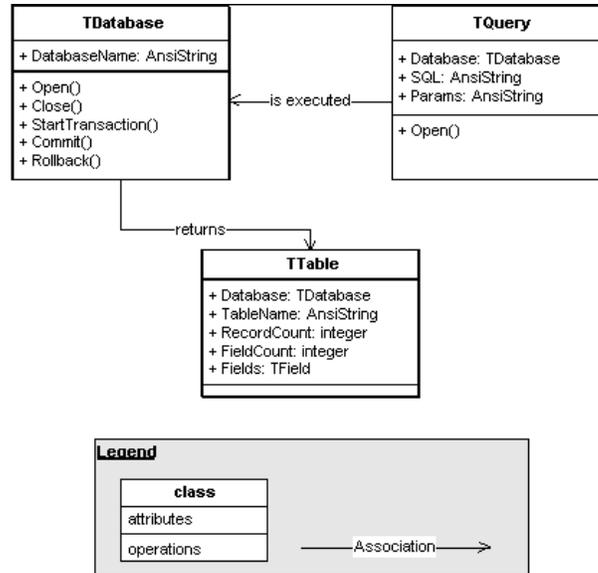 TDatabase
+ DatabaseName: AnsiString
+ Open()
+ Close()
+ StartTransaction()
+ Commit()
+ Rollback()
is executed
TQuery
+ Database: TDatabase
+ SQL: AnsiString
+ Params: AnsiString
+ Open()
returns
TTable
+ Database: TDatabase
+ TableName: AnsiString
+ RecordCount: integer
+ FieldCount: integer
+ Fields: TField
Legend
class
attributes
operations
Association